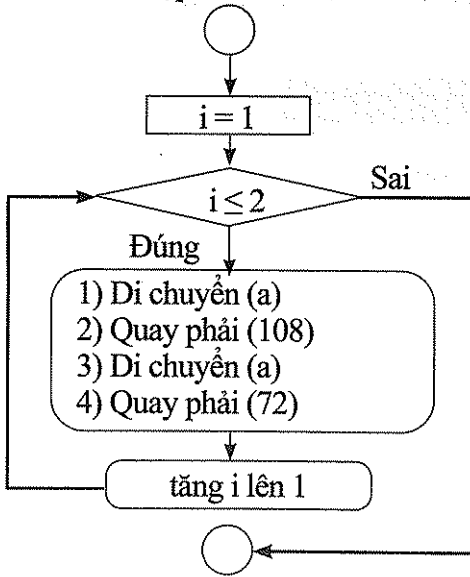 i = 1
i ≤ 2
Sai
Đúng
1) Di chuyển (a)
2) Quay phải (108)
3) Di chuyển (a)
4) Quay phải (72)
tăng i lên 1